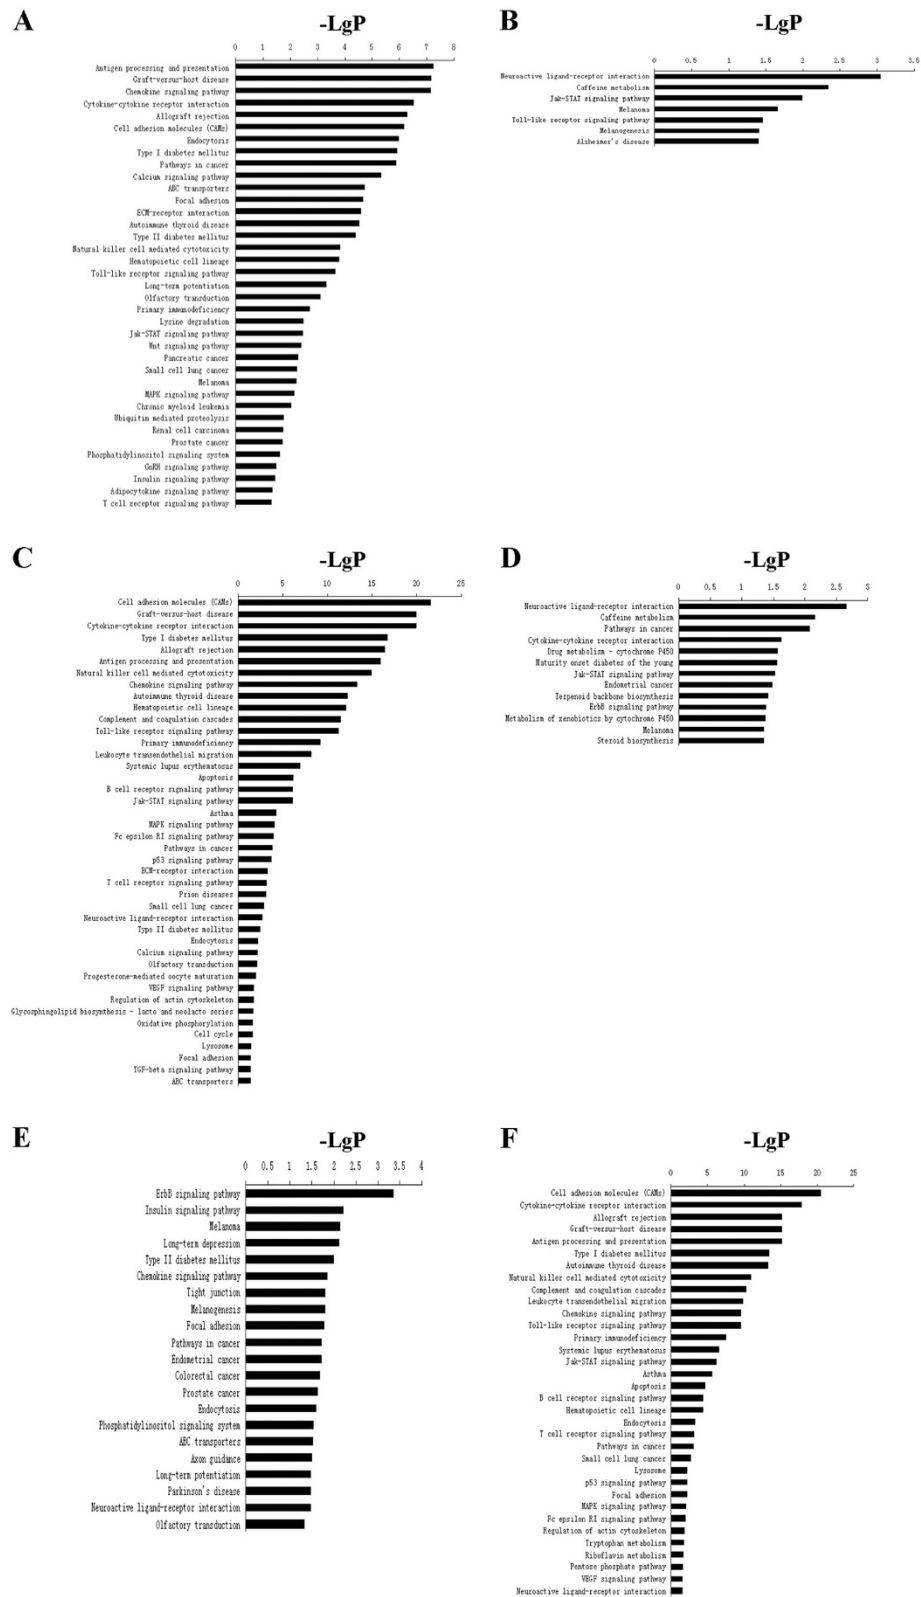 A
-LgP
0 1 2 3 4 5 6 7 8
Antigen processing and presentation
Graft-versus-host disease
Chemokine signaling pathway
Cytokine-cytokine receptor interaction
Allograft rejection
Cell adhesion molecules (CAMs)
Endocytosis
Type I diabetes mellitus
Pathways in cancer
Calcium signaling pathway
ABC transporters
Focal adhesion
ECM-receptor interaction
Autoimmune thyroid disease
Type II diabetes mellitus
Natural killer cell mediated cytotoxicity
Hematopoietic cell lineage
Toll-like receptor signaling pathway
Long-term potentiation
Olfactory transduction
Primary immunodeficiency
Lysine degradation
Jak-STAT signaling pathway
Wnt signaling pathway
Pancreatic cancer
Small cell lung cancer
Melanoma
MAPK signaling pathway
Chronic myeloid leukemia
Ubiquitin mediated proteolysis
Renal cell carcinoma
Prostate cancer
Phosphatidylinositol signaling system
GnRH signaling pathway
Insulin signaling pathway
Adipocytokine signaling pathway
T cell receptor signaling pathway
B
-LgP
0 0.5 1 1.5 2 2.5 3 3.5
Neuroactive ligand-receptor interaction
Caffeine metabolism
Jak-STAT signaling pathway
Melanoma
Toll-like receptor signaling pathway
Melanogenesis
Alzheimer's disease
C
-LgP
0 5 10 15 20 25
Cell adhesion molecules (CAMs)
Graft-versus-host disease
Cytokine-cytokine receptor interaction
Type I diabetes mellitus
Allograft rejection
Antigen processing and presentation
Natural killer cell mediated cytotoxicity
Chemokine signaling pathway
Autoimmune thyroid disease
Hematopoietic cell lineage
Complement and coagulation cascades
Toll-like receptor signaling pathway
Primary immunodeficiency
Leukocyte transendothelial migration
Systemic lupus erythematosus
Apoptosis
B cell receptor signaling pathway
Jak-STAT signaling pathway
Asthma
MAPK signaling pathway
Fc epsilon RI signaling pathway
Pathways in cancer
p53 signaling pathway
ECM-receptor interaction
T cell receptor signaling pathway
Prion diseases
Small cell lung cancer
Neuroactive ligand-receptor interaction
Type II diabetes mellitus
Endocytosis
Calcium signaling pathway
Olfactory transduction
Progesterone-mediated oocyte maturation
VEGF signaling pathway
Regulation of actin cytoskeleton
Glycosphingolipid biosynthesis - lacto and neolacto series
Oxidative phosphorylation
Cell cycle
Lysosome
Focal adhesion
TGF-beta signaling pathway
ABC transporters
D
-LgP
0 0.5 1 1.5 2 2.5 3
Neuroactive ligand-receptor interaction
Caffeine metabolism
Pathways in cancer
Cytokine-cytokine receptor interaction
Drug metabolism - cytochrome P450
Maturity onset diabetes of the young
Jak-STAT signaling pathway
Endometrial cancer
Terpenoid backbone biosynthesis
ErbB signaling pathway
Metabolism of xenobiotics by cytochrome P450
Melanoma
Steroid biosynthesis
E
-LgP
0 0.5 1 1.5 2 2.5 3 3.5 4
ErbB signaling pathway
Insulin signaling pathway
Melanoma
Long-term depression
Type II diabetes mellitus
Chemokine signaling pathway
Tight junction
Melanogenesis
Focal adhesion
Pathways in cancer
Endometrial cancer
Colorectal cancer
Prostate cancer
Endocytosis
Phosphatidylinositol signaling system
ABC transporters
Axon guidance
Long-term potentiation
Parkinson's disease
Neuroactive ligand-receptor interaction
Olfactory transduction
F
-LgP
0 5 10 15 20 25
Cell adhesion molecules (CAMs)
Cytokine-cytokine receptor interaction
Allograft rejection
Graft-versus-host disease
Antigen processing and presentation
Type I diabetes mellitus
Autoimmune thyroid disease
Natural killer cell mediated cytotoxicity
Complement and coagulation cascades
Leukocyte transendothelial migration
Chemokine signaling pathway
Toll-like receptor signaling pathway
Primary immunodeficiency
Systemic lupus erythematosus
Jak-STAT signaling pathway
Asthma
Apoptosis
B cell receptor signaling pathway
Hematopoietic cell lineage
Endocytosis
T cell receptor signaling pathway
Pathways in cancer
Small cell lung cancer
Lysosome
p53 signaling pathway
Focal adhesion
MAPK signaling pathway
Fc epsilon RI signaling pathway
Regulation of actin cytoskeleton
Tryptophan metabolism
Riboflavin metabolism
Pentose phosphate pathway
VEGF signaling pathway
Neuroactive ligand-receptor interaction